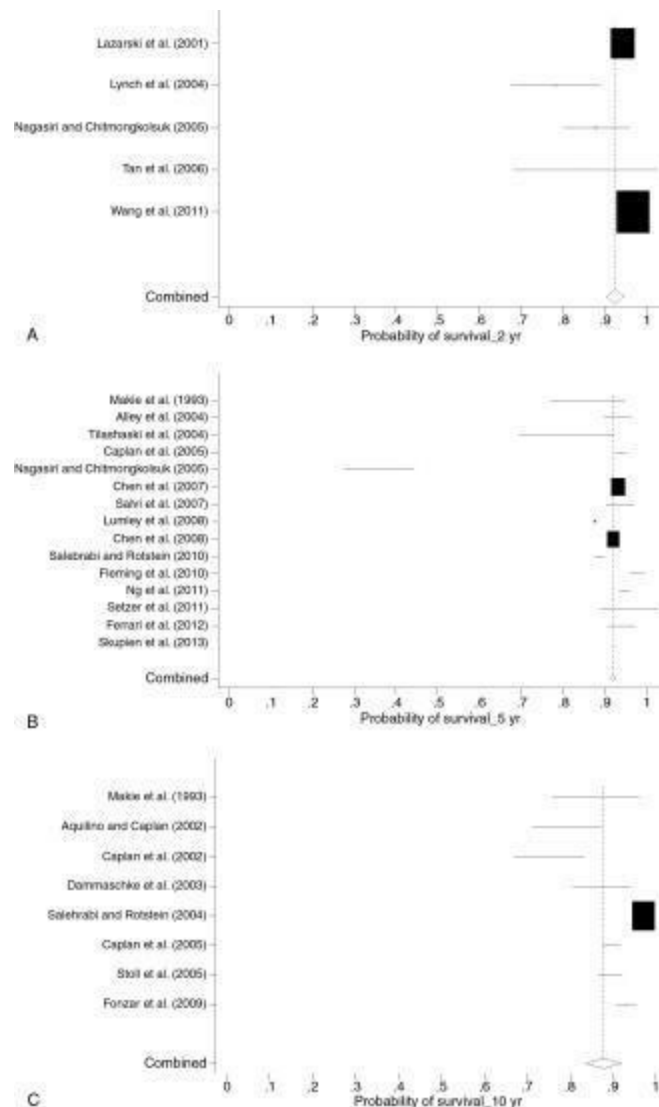 Lazarski et al. (2001)
Lynch et al. (2004)
Nagasiri and Chitmongkolsuk (2005)
Tan et al. (2006)
Wang et al. (2011)
Combined
0 .1 .2 .3 .4 .5 .6 .7 .8 .9 1
Probability of survival_2 yr
A
Makie et al. (1993)
Alley et al. (2004)
Tilashaski et al. (2004)
Caplan et al. (2005)
Nagasiri and Chitmongkolsuk (2005)
Chen et al. (2007)
Salvi et al. (2007)
Lumley et al. (2008)
Chen et al. (2008)
Salebrabi and Rotstein (2010)
Fleming et al. (2010)
Ng et al. (2011)
Setzer et al. (2011)
Ferrari et al. (2012)
Skupien et al. (2013)
Combined
0 .1 .2 .3 .4 .5 .6 .7 .8 .9 1
Probability of survival_5 yr
B
Makie et al. (1993)
Aquilino and Caplan (2002)
Caplan et al. (2002)
Dammaschke et al. (2003)
Salehrabi and Rotstein (2004)
Caplan et al. (2005)
Stoll et al. (2005)
Fonzar et al. (2009)
Combined
0 .1 .2 .3 .4 .5 .6 .7 .8 .9 1
Probability of survival_10 yr
C